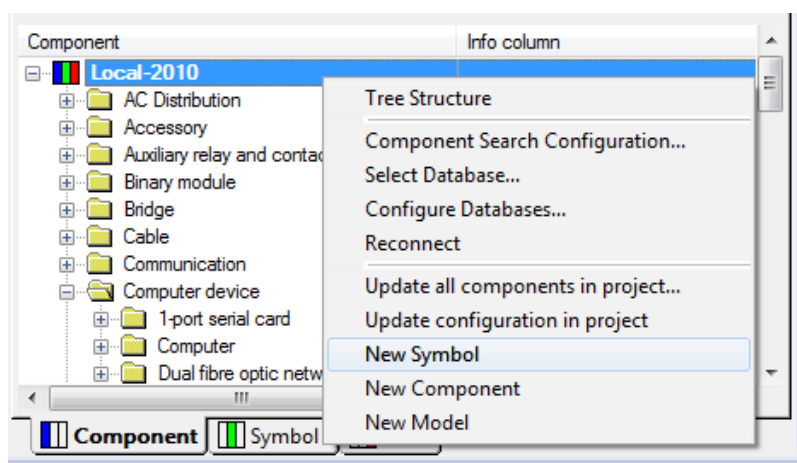 Component Info column
Local-2010
AC Distribution
Accessory
Auxiliary relay and contac
Binary module
Bridge
Cable
Communication
Computer device
1-port serial card
Computer
Dual fibre optic netw
Tree Structure
Component Search Configuration...
Select Database...
Configure Databases...
Reconnect
Update all components in project...
Update configuration in project
New Symbol
New Component
New Model
Component Symbol